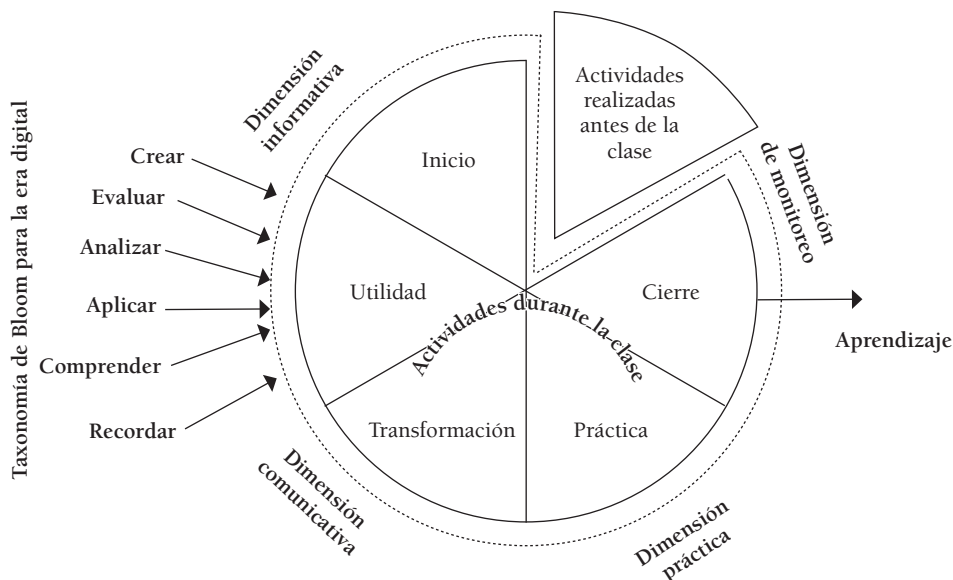 Taxonomía de Bloom para la era digital
Crear
Evaluar
Analizar
Aplicar
Comprender
Recordar
Dimensión
informativa
Actividades
realizadas
antes de la
clase
Dimensión
de monitoreo
Inicio
Utilidad
Cierre
Actividades durante la clase
Transformación
Práctica
Aprendizaje
Dimensión
comunicativa
Dimensión
práctica